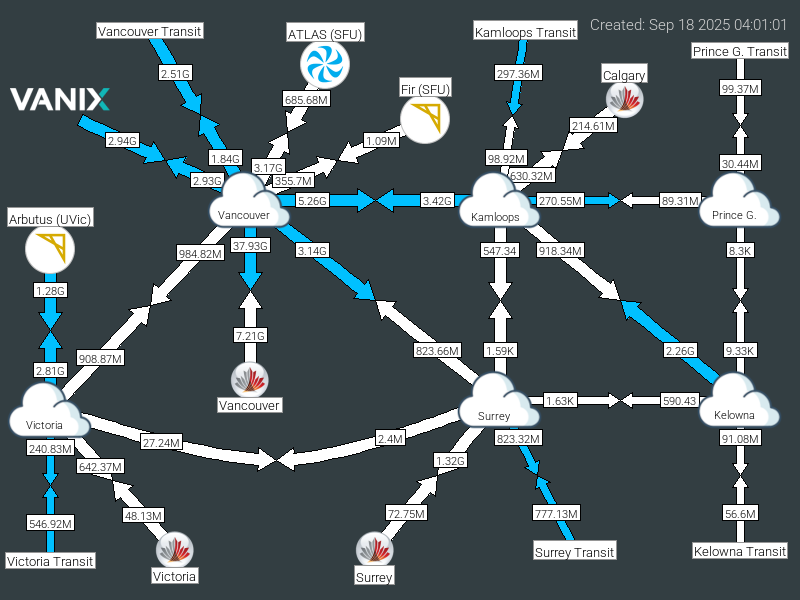 Created: Sep 18 2025 04:01:01
Vancouver Transit
ATLAS (SFU)
Kamloops Transit
Prince G. Transit
2.51G
297.36M
Calgary
99.37M
Fir (SFU)
VANIX
685.68M
214.61M
2.94G
1.09M
1.84G
3.17G
98.92M
30.44M
2.93G
355.7M
630.32M
5.26G
3.42G
270.55M
89.31M
Vancouver
Kamloops
Prince G.
Arbutus (UVic)
984.82M
37.93G
3.14G
547.34
918.34M
8.3K
1.28G
7.21G
908.87M
823.66M
1.59K
2.26G
9.33K
2.81G
Vancouver
1.63K
590.43
Victoria
Surrey
Kelowna
27.24M
2.4M
823.32M
91.08M
240.83M
642.37M
1.32G
546.92M
48.13M
72.75M
777.13M
56.6M
Victoria Transit
Victoria
Surrey
Surrey Transit
Kelowna Transit